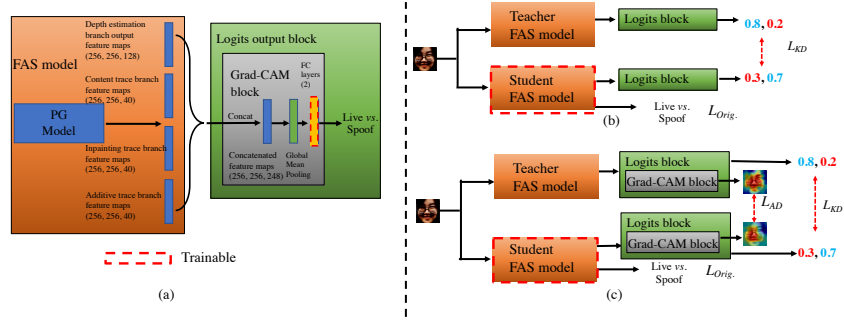 Depth estimation
branch output
feature maps
(256, 256, 128)
FAS model
Content trace branch
feature maps
(256, 256, 40)
PG
Model
Inpainting trace branch
feature maps
(256, 256, 40)
Additive trace branch
feature maps
(256, 256, 40)
Logits output block
Grad-CAM
block
FC
layers
(2)
Concat
Live vs.
Spoof
Concatenated
feature maps
(256, 256, 248)
Global
Mean
Pooling
Trainable
(a)
Teacher
FAS model
Logits block
0.8, 0.2
L_KD
Student
FAS model
Logits block
0.3, 0.7
Live vs.
Spoof
L_Orig.
(b)
Teacher
FAS model
Logits block
Grad-CAM block
0.8, 0.2
L_AD
L_KD
Logits block
Grad-CAM block
Student
FAS model
0.3, 0.7
Live vs.
Spoof
L_Orig.
(c)